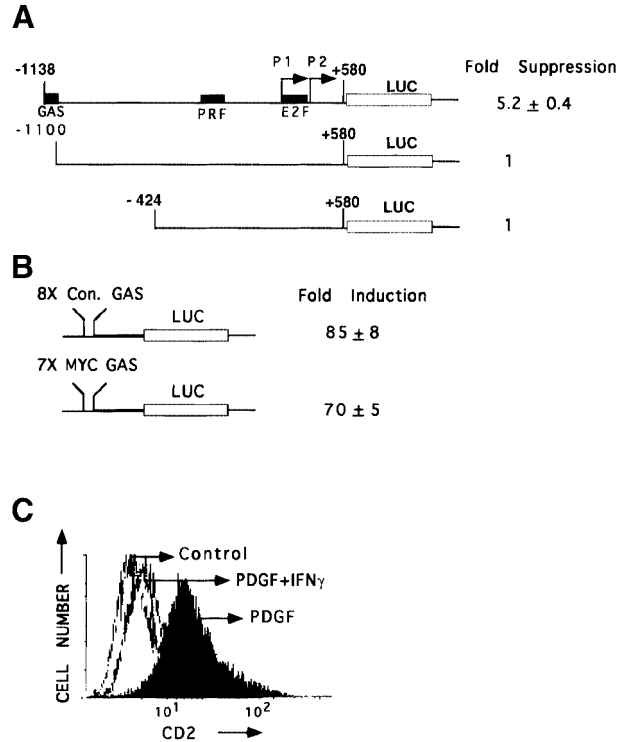 A
P1 P2
-1138 +580 Fold Suppression
LUC
5.2 ± 0.4
GAS PRF E2F
-1100 +580 LUC
1
-424 +580 LUC
1
B
8X Con. GAS Fold Induction
LUC
85 ± 8
7X MYC GAS
LUC
70 ± 5
C
Control
PDGF+IFNγ
PDGF
CELL NUMBER
10¹ 10²
CD2